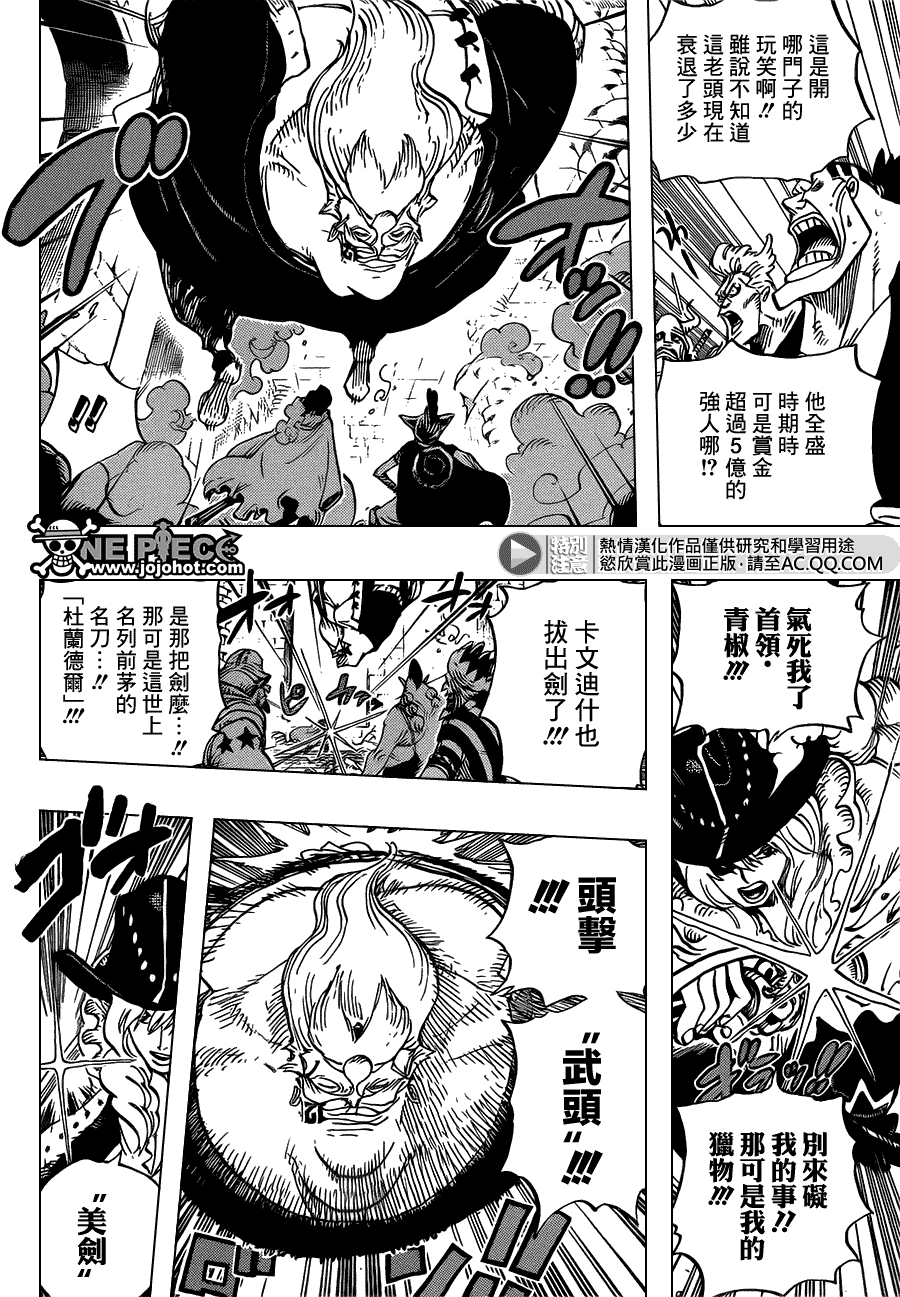 這是開
哪門子的
玩笑啊!!
雖說不知道
這老頭現在
衰退了多少
他全盛
時期時
可是賞金
超過5億的
強人哪!?
!!
ONE PIECE
www.jojohot.com
特別
注意
熱情漢化作品僅供研究和學習用途
慾欣賞此漫画正版·請至AC.QQ.COM
氣死我了
首領·
青椒!!!
別來礙
我的事!!
那可是我的
獵物!!!
卡文迪什也
拔出劍了!!!
是那把劍麼…!!
那可是這世上
名列前茅的
名刀…!!
「杜蘭德爾」!!!
頭擊
!!!
"武頭"
!!!
"美劍"